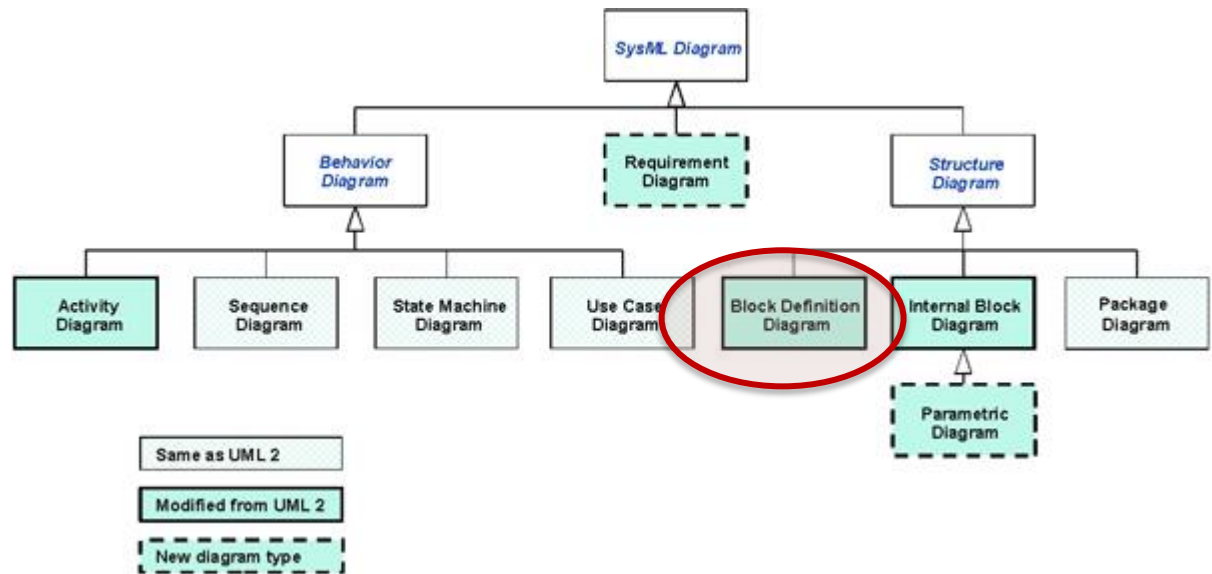 SysML Diagram
Behavior
Diagram
Requirement
Diagram
Structure
Diagram
Activity
Diagram
Sequence
Diagram
State Machine
Diagram
Use Case
Diagram
Block Definition
Diagram
Internal Block
Diagram
Package
Diagram
Parametric
Diagram
Same as UML 2
Modified from UML 2
New diagram type